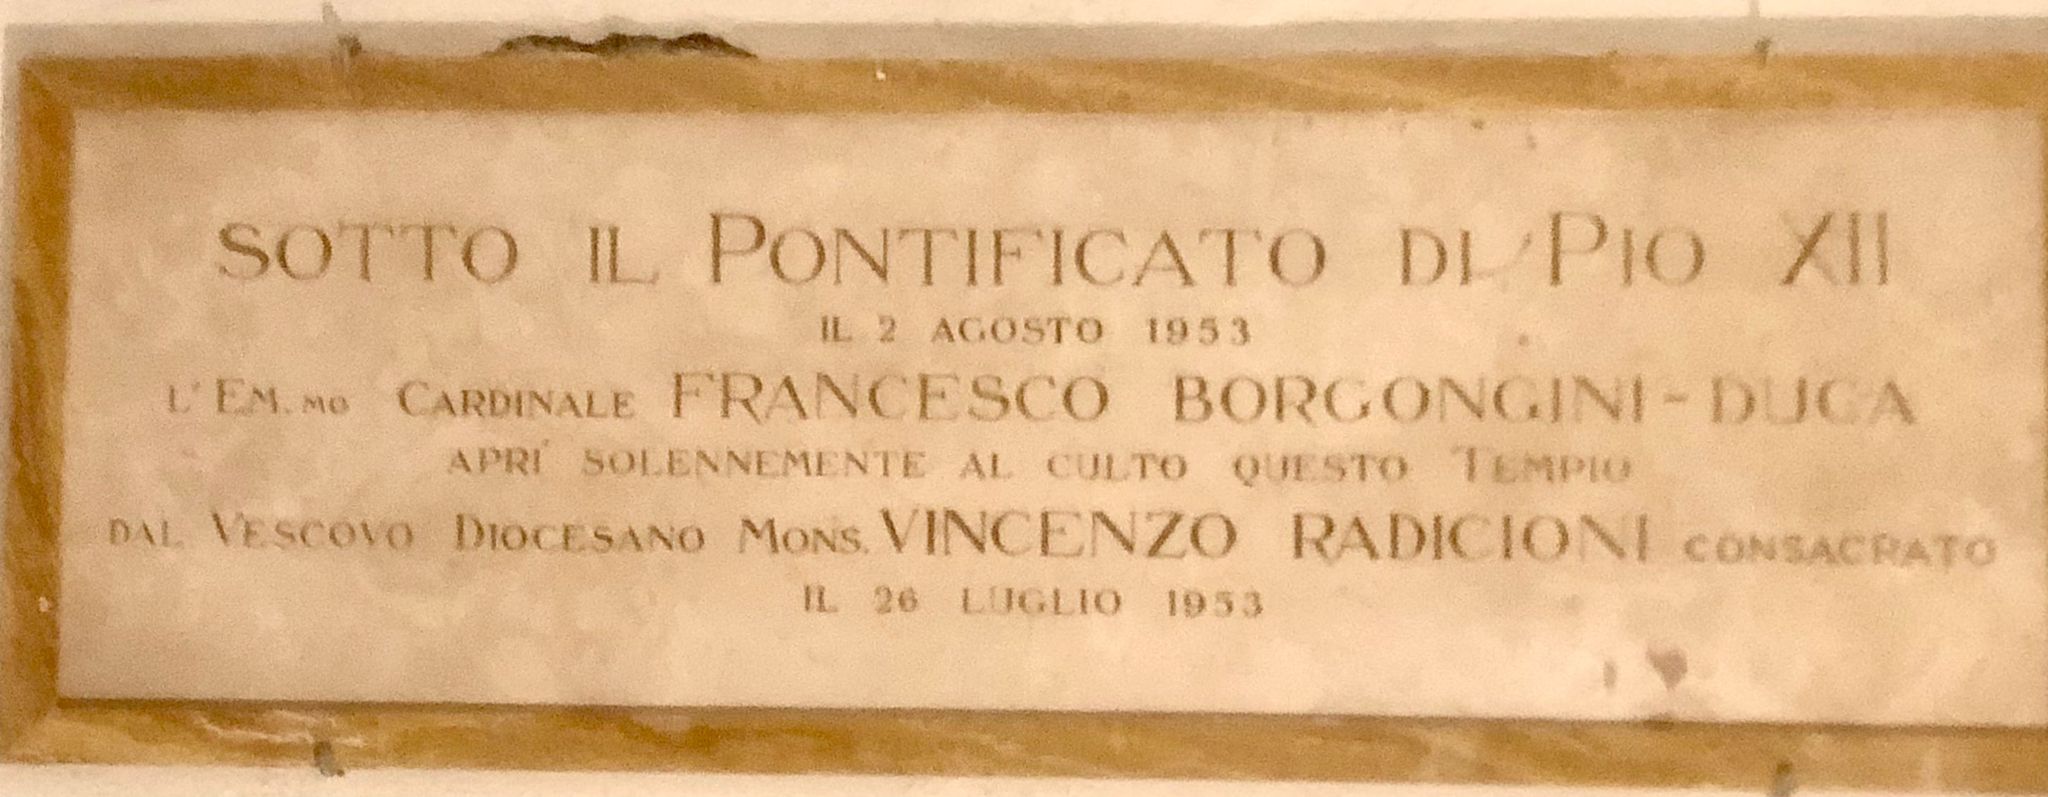 SOTTO IL PONTIFICATO DI PIO XII
IL 2 AGOSTO 1953
L'EM.MO CARDINALE FRANCESCO BORGONGINI-DUCA
APRI' SOLENNEMENTE AL CULTO QUESTO TEMPIO
DAL VESCOVO DIOCESANO MONS. VINCENZO RADICIONI CONSACRATO
IL 26 LUGLIO 1953